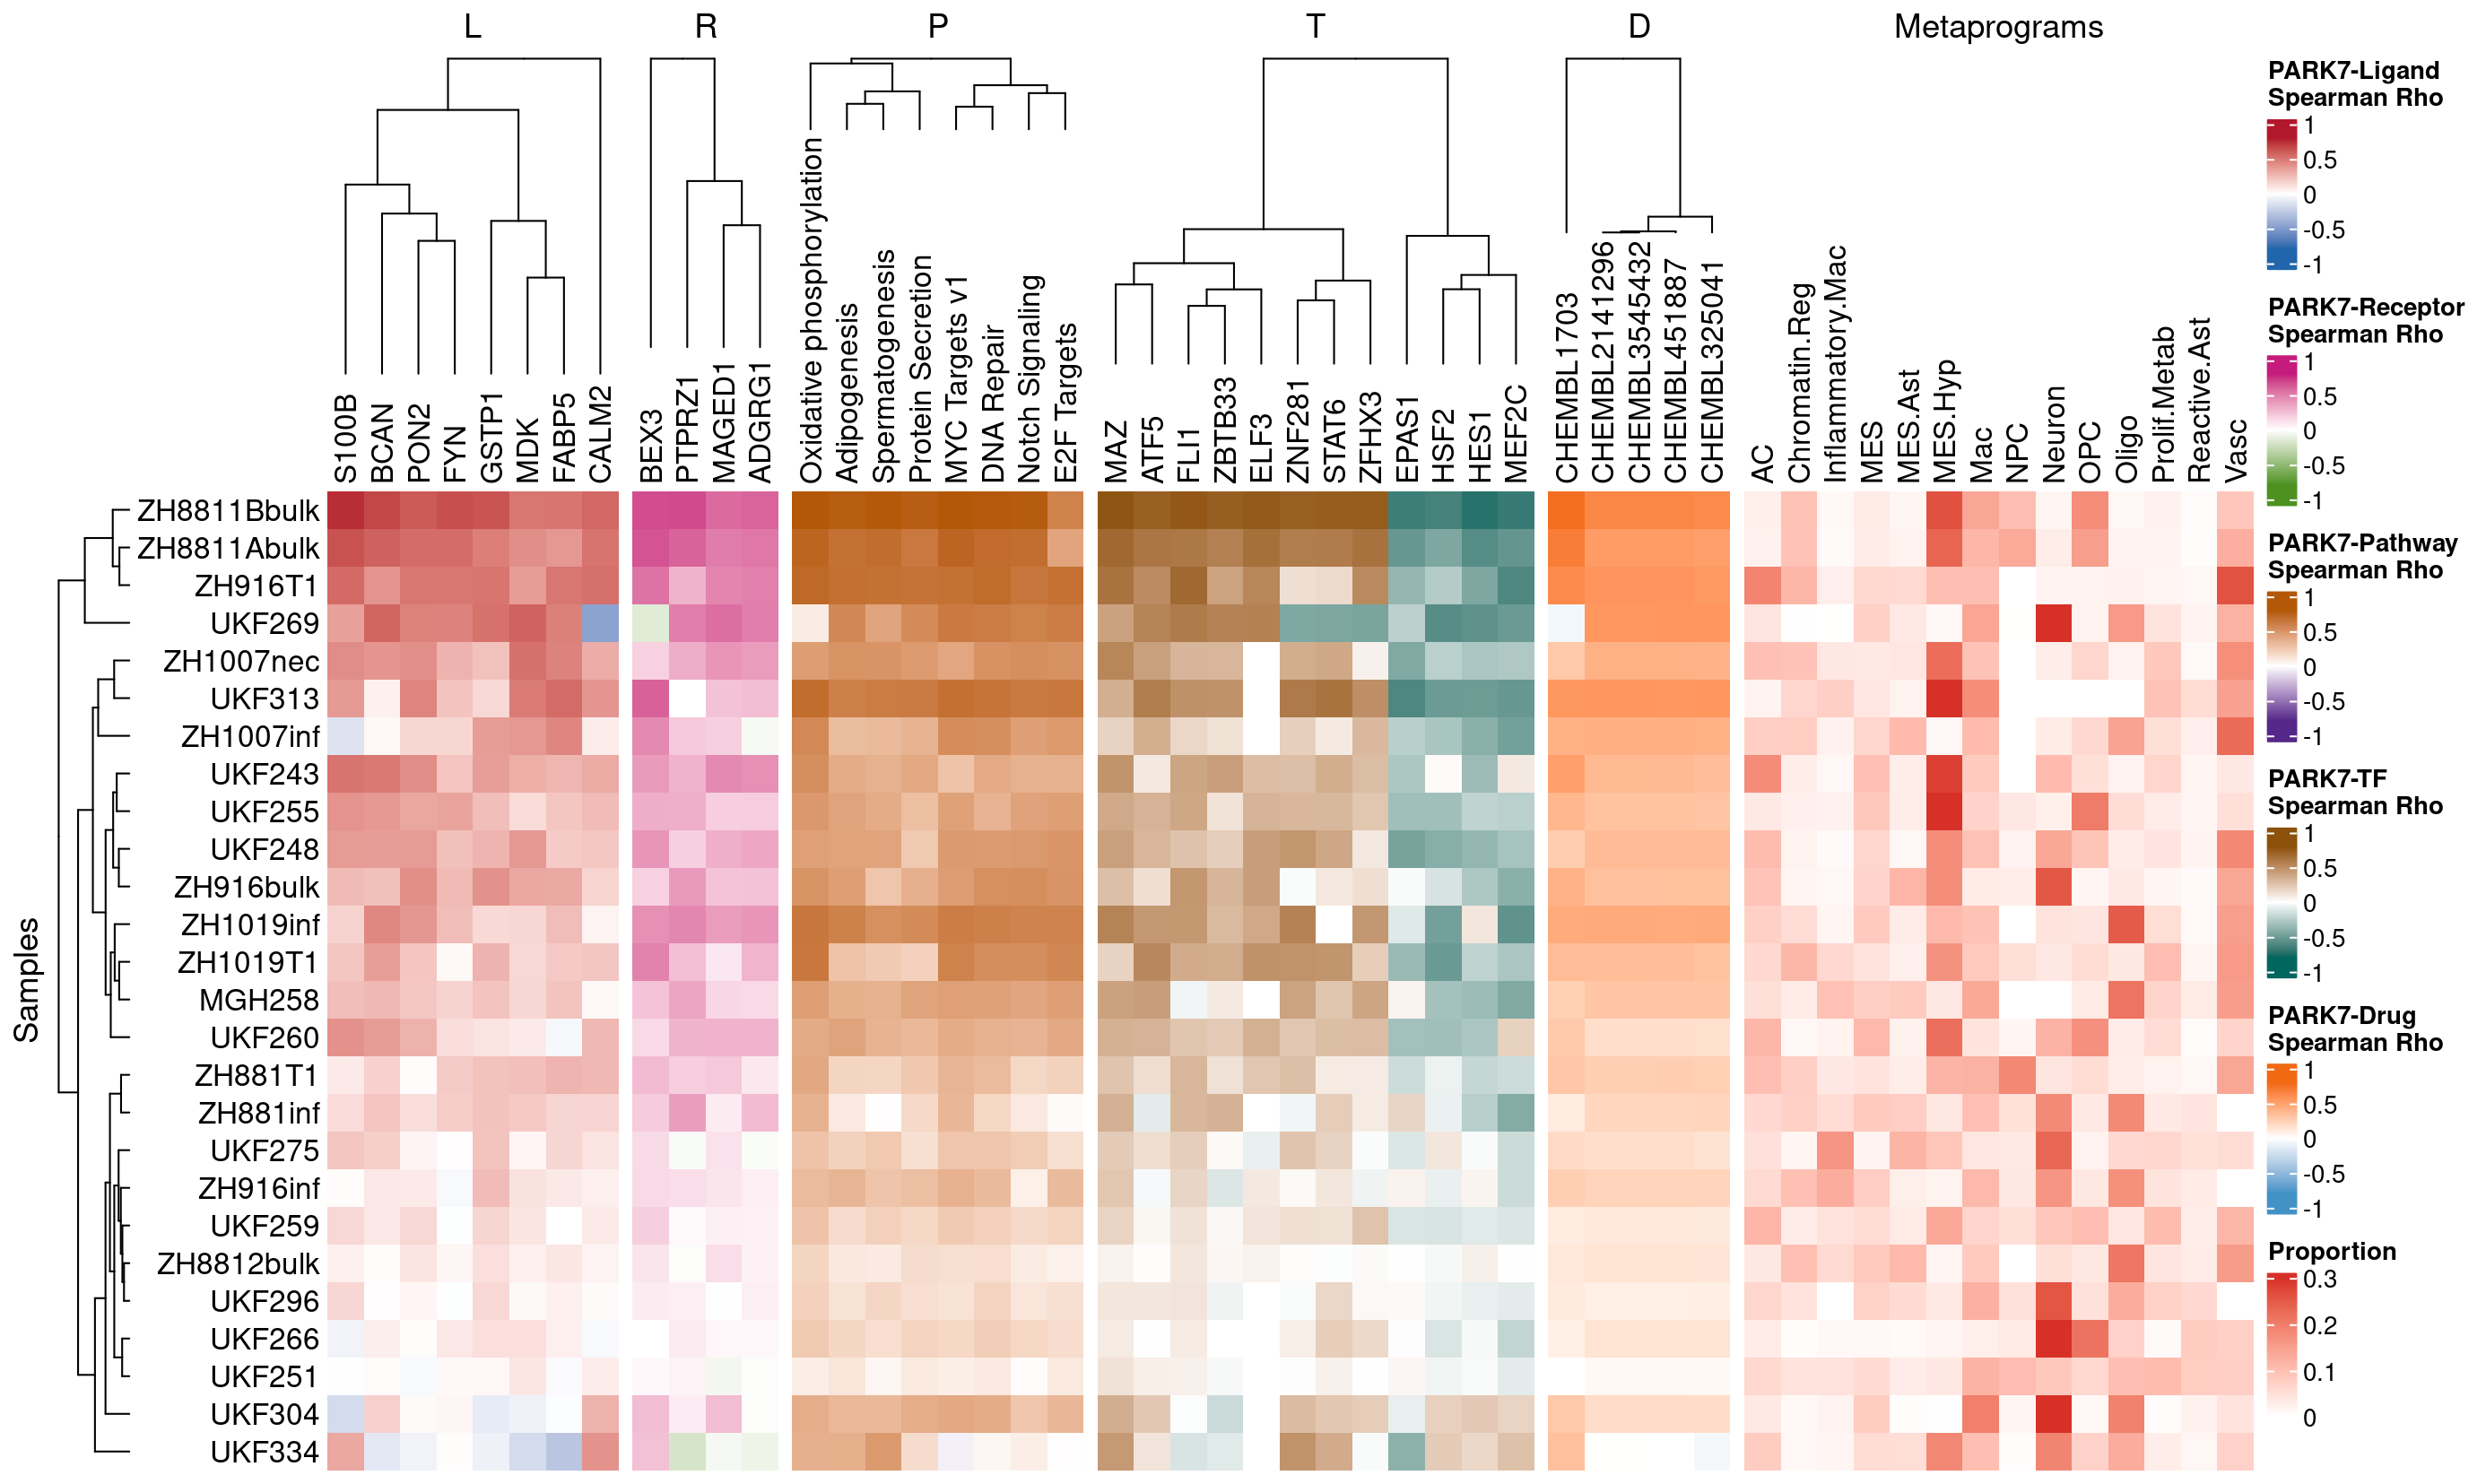 L R P T D Metaprograms
S100B
BCAN
PON2
FYN
GSTP1
MDK
FABP5
CALM2
BEX3
PTPRZ1
MAGED1
ADGRG1
Oxidative phosphorylation
Adipogenesis
Spermatogenesis
Protein Secretion
MYC Targets v1
DNA Repair
Notch Signaling
E2F Targets
MAZ
ATF5
FLI1
ZBTB33
ELF3
ZNF281
STAT6
ZFHX3
EPAS1
HSF2
HES1
MEF2C
CHEMBL1703
CHEMBL2141296
CHEMBL3545432
CHEMBL451887
CHEMBL325041
AC
Chromatin.Reg
Inflammatory.Mac
MES
MES.Ast
MES.Hyp
Mac
NPC
Neuron
OPC
Oligo
Prolif.Metab
Reactive.Ast
Vasc
Samples
ZH8811Bbulk
ZH8811Abulk
ZH916T1
UKF269
ZH1007nec
UKF313
ZH1007inf
UKF243
UKF255
UKF248
ZH916bulk
ZH1019inf
ZH1019T1
MGH258
UKF260
ZH881T1
ZH881inf
UKF275
ZH916inf
UKF259
ZH8812bulk
UKF296
UKF266
UKF251
UKF304
UKF334
PARK7-Ligand
Spearman Rho
1
0.5
0
-0.5
-1
PARK7-Receptor
Spearman Rho
1
0.5
0
-0.5
-1
PARK7-Pathway
Spearman Rho
1
0.5
0
-0.5
-1
PARK7-TF
Spearman Rho
1
0.5
0
-0.5
-1
PARK7-Drug
Spearman Rho
1
0.5
0
-0.5
-1
Proportion
0.3
0.2
0.1
0